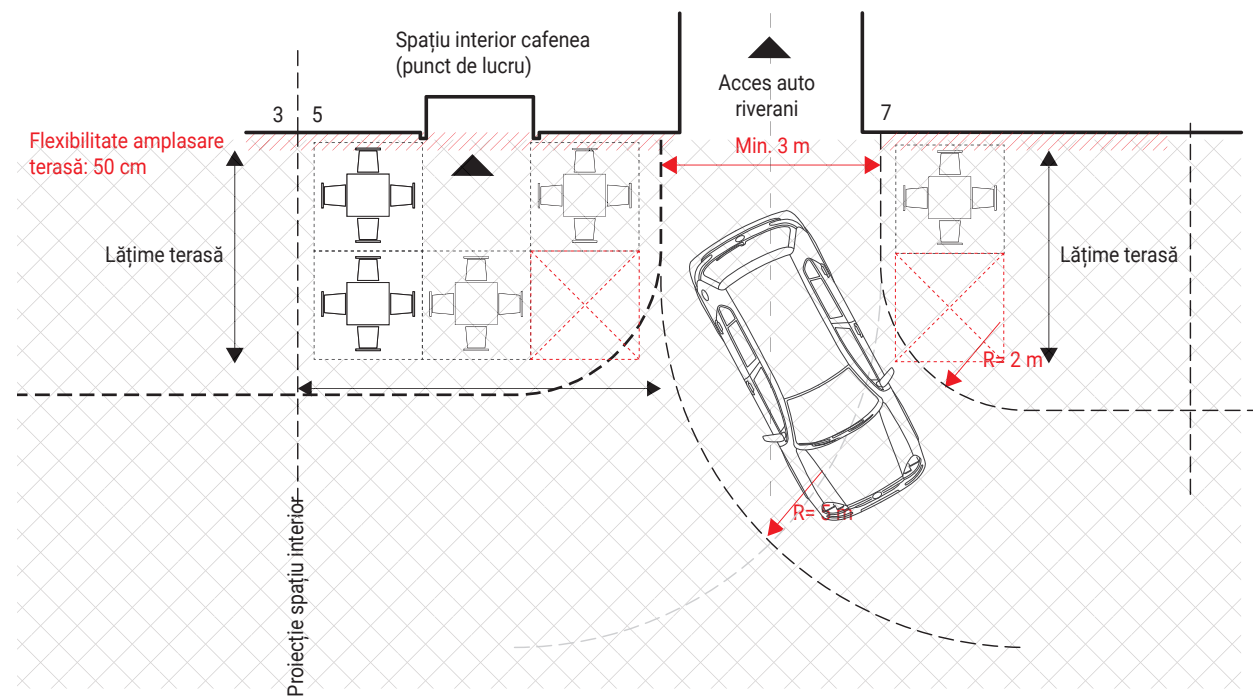 Spațiu interior cafenea
(punct de lucru)
Acces auto
riverani
3 5
7
Flexibilitate amplasare
terasă: 50 cm
Min. 3 m
Lățime terasă
Lățime terasă
R= 2 m
R= 5 m
Proiecție spațiu interior